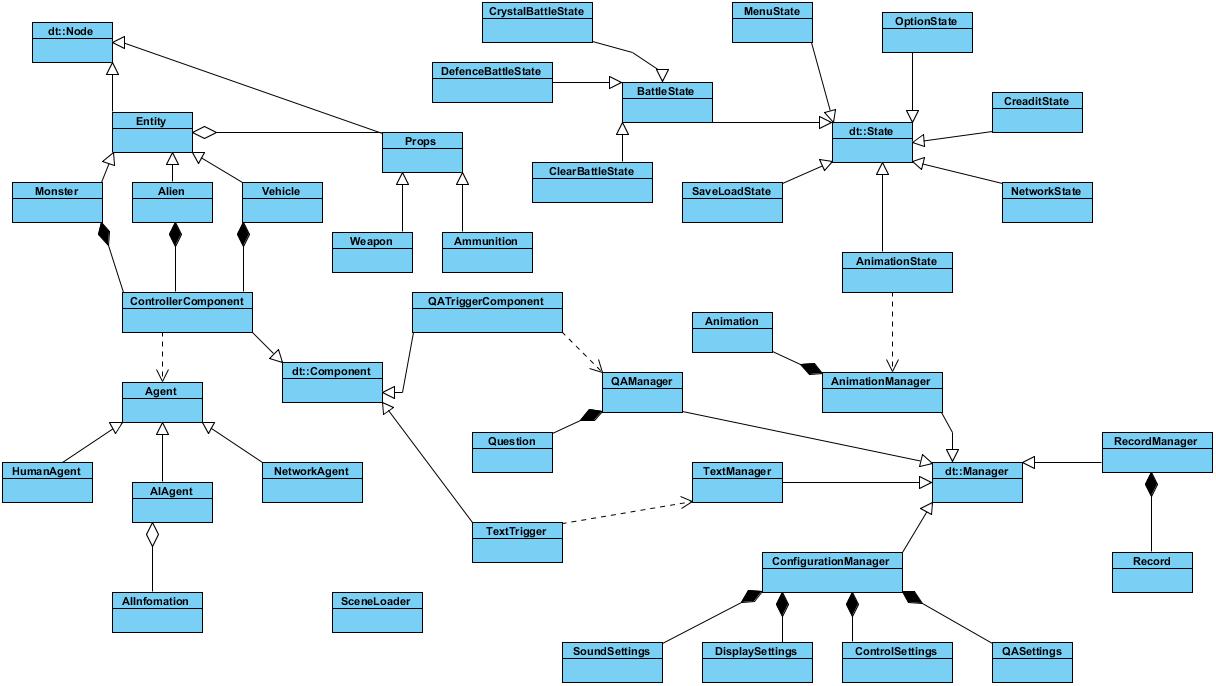 CrystalBattleState
MenuState
OptionState
dt::Node
DefenceBattleState
BattleState
CreaditState
Entity
dt::State
Props
ClearBattleState
Monster
Alien
Vehicle
SaveLoadState
NetworkState
Weapon
Ammunition
AnimationState
ControllerComponent
QATriggerComponent
Animation
dt::Component
QAManager
AnimationManager
Agent
Question
RecordManager
HumanAgent
NetworkAgent
TextManager
dt::Manager
AIAgent
TextTrigger
ConfigurationManager
Record
AIInfomation
SceneLoader
SoundSettings
DisplaySettings
ControlSettings
QASettings